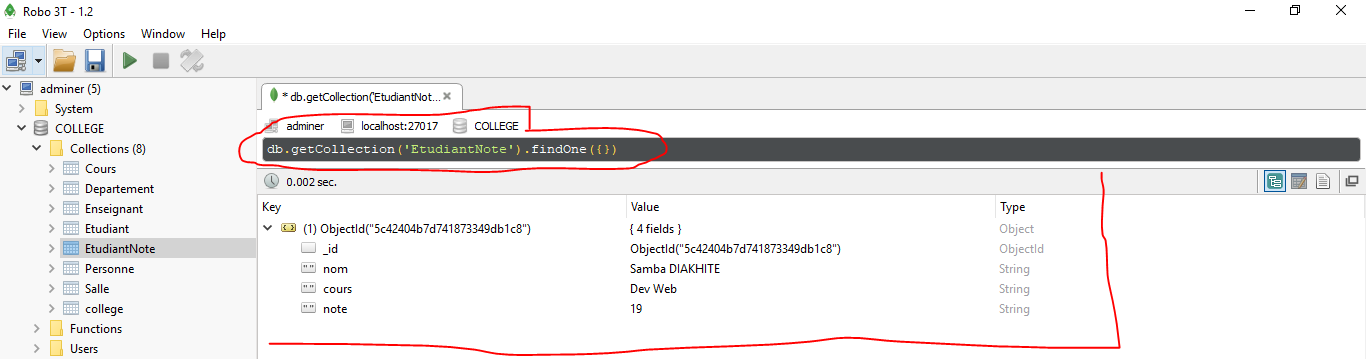 Robo 3T - 1.2
File View Options Window Help
adminer (5)
System
COLLEGE
Collections (8)
Cours
Departement
Enseignant
Etudiant
EtudiantNote
Personne
Salle
college
Functions
Users
* db.getCollection('EtudiantNot...
adminer localhost:27017 COLLEGE
db.getCollection('EtudiantNote').findOne({})
0.002 sec.
Key Value Type
(1) ObjectId("5c42404b7d741873349db1c8") { 4 fields } Object
_id ObjectId("5c42404b7d741873349db1c8") ObjectId
nom Samba DIAKHITE String
cours Dev Web String
note 19 String